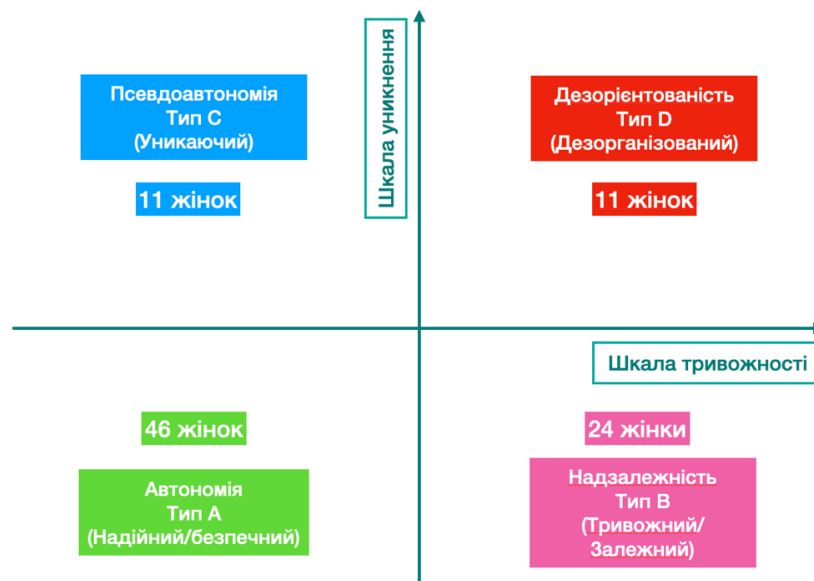 Шкала уникнення
Псевдоавтономія
Тип C
(Уникаючий)
11 жінок
Дезорієнтованість
Тип D
(Дезорганізований)
11 жінок
Шкала тривожності
46 жінок
Автономія
Тип А
(Надійний/безпечний)
24 жінки
Надзалежність
Тип B
(Тривожний/
Залежний)